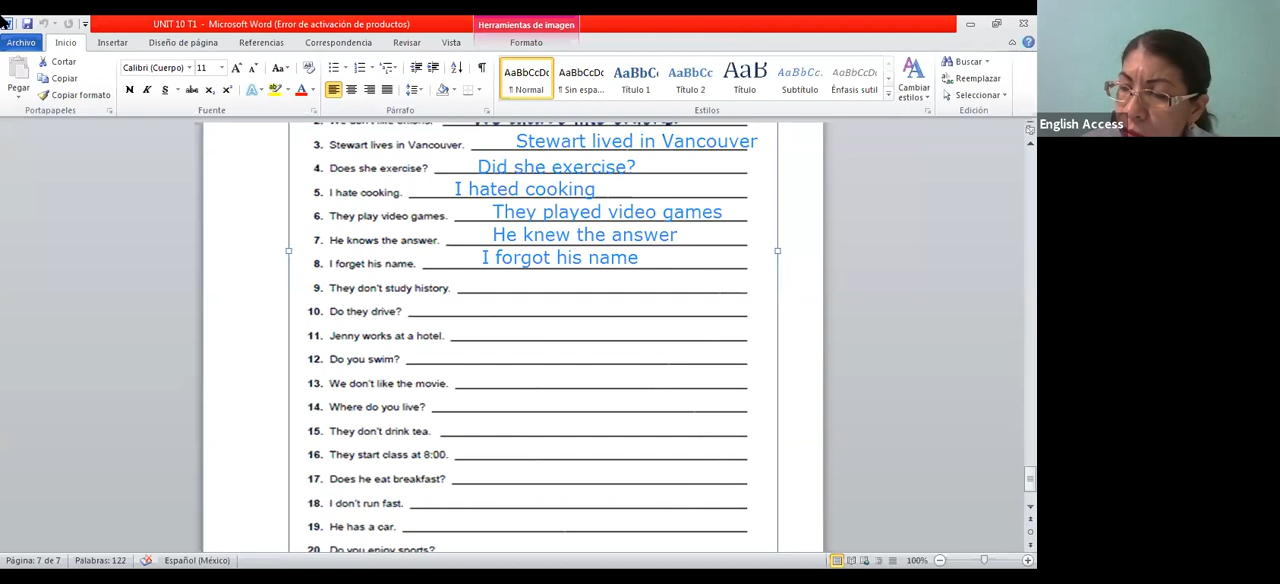 UNIT 10 T1 - Microsoft Word (Error de activación de productos)
Herramientas de imagen
Archivo Inicio Insertar Diseño de página Referencias Correspondencia Revisar Vista Formato
Pegar
Cortar
Copiar
Copiar formato
Portapapeles
Calibri (Cuerpo) 11
Fuente
Párrafo
AaBbCcDc AaBbCcDc AaBbC AaBbCc AaB AaBbCc AaBbCcDc
¶ Normal ¶ Sin espa... Título 1 Título 2 Título Subtítulo Énfasis sutil
Cambiar estilos
Estilos
Buscar
Reemplazar
Seleccionar
Edición
English Access
3. Stewart lives in Vancouver. Stewart lived in Vancouver
4. Does she exercise? Did she exercise?
5. I hate cooking. I hated cooking
6. They play video games. They played video games
7. He knows the answer. He knew the answer
8. I forget his name. I forgot his name
9. They don't study history.
10. Do they drive?
11. Jenny works at a hotel.
12. Do you swim?
13. We don't like the movie.
14. Where do you live?
15. They don't drink tea.
16. They start class at 8:00.
17. Does he eat breakfast?
18. I don't run fast.
19. He has a car.
20. Do you enjoy sports?
Página: 7 de 7 Palabras: 122 Español (México) 100%